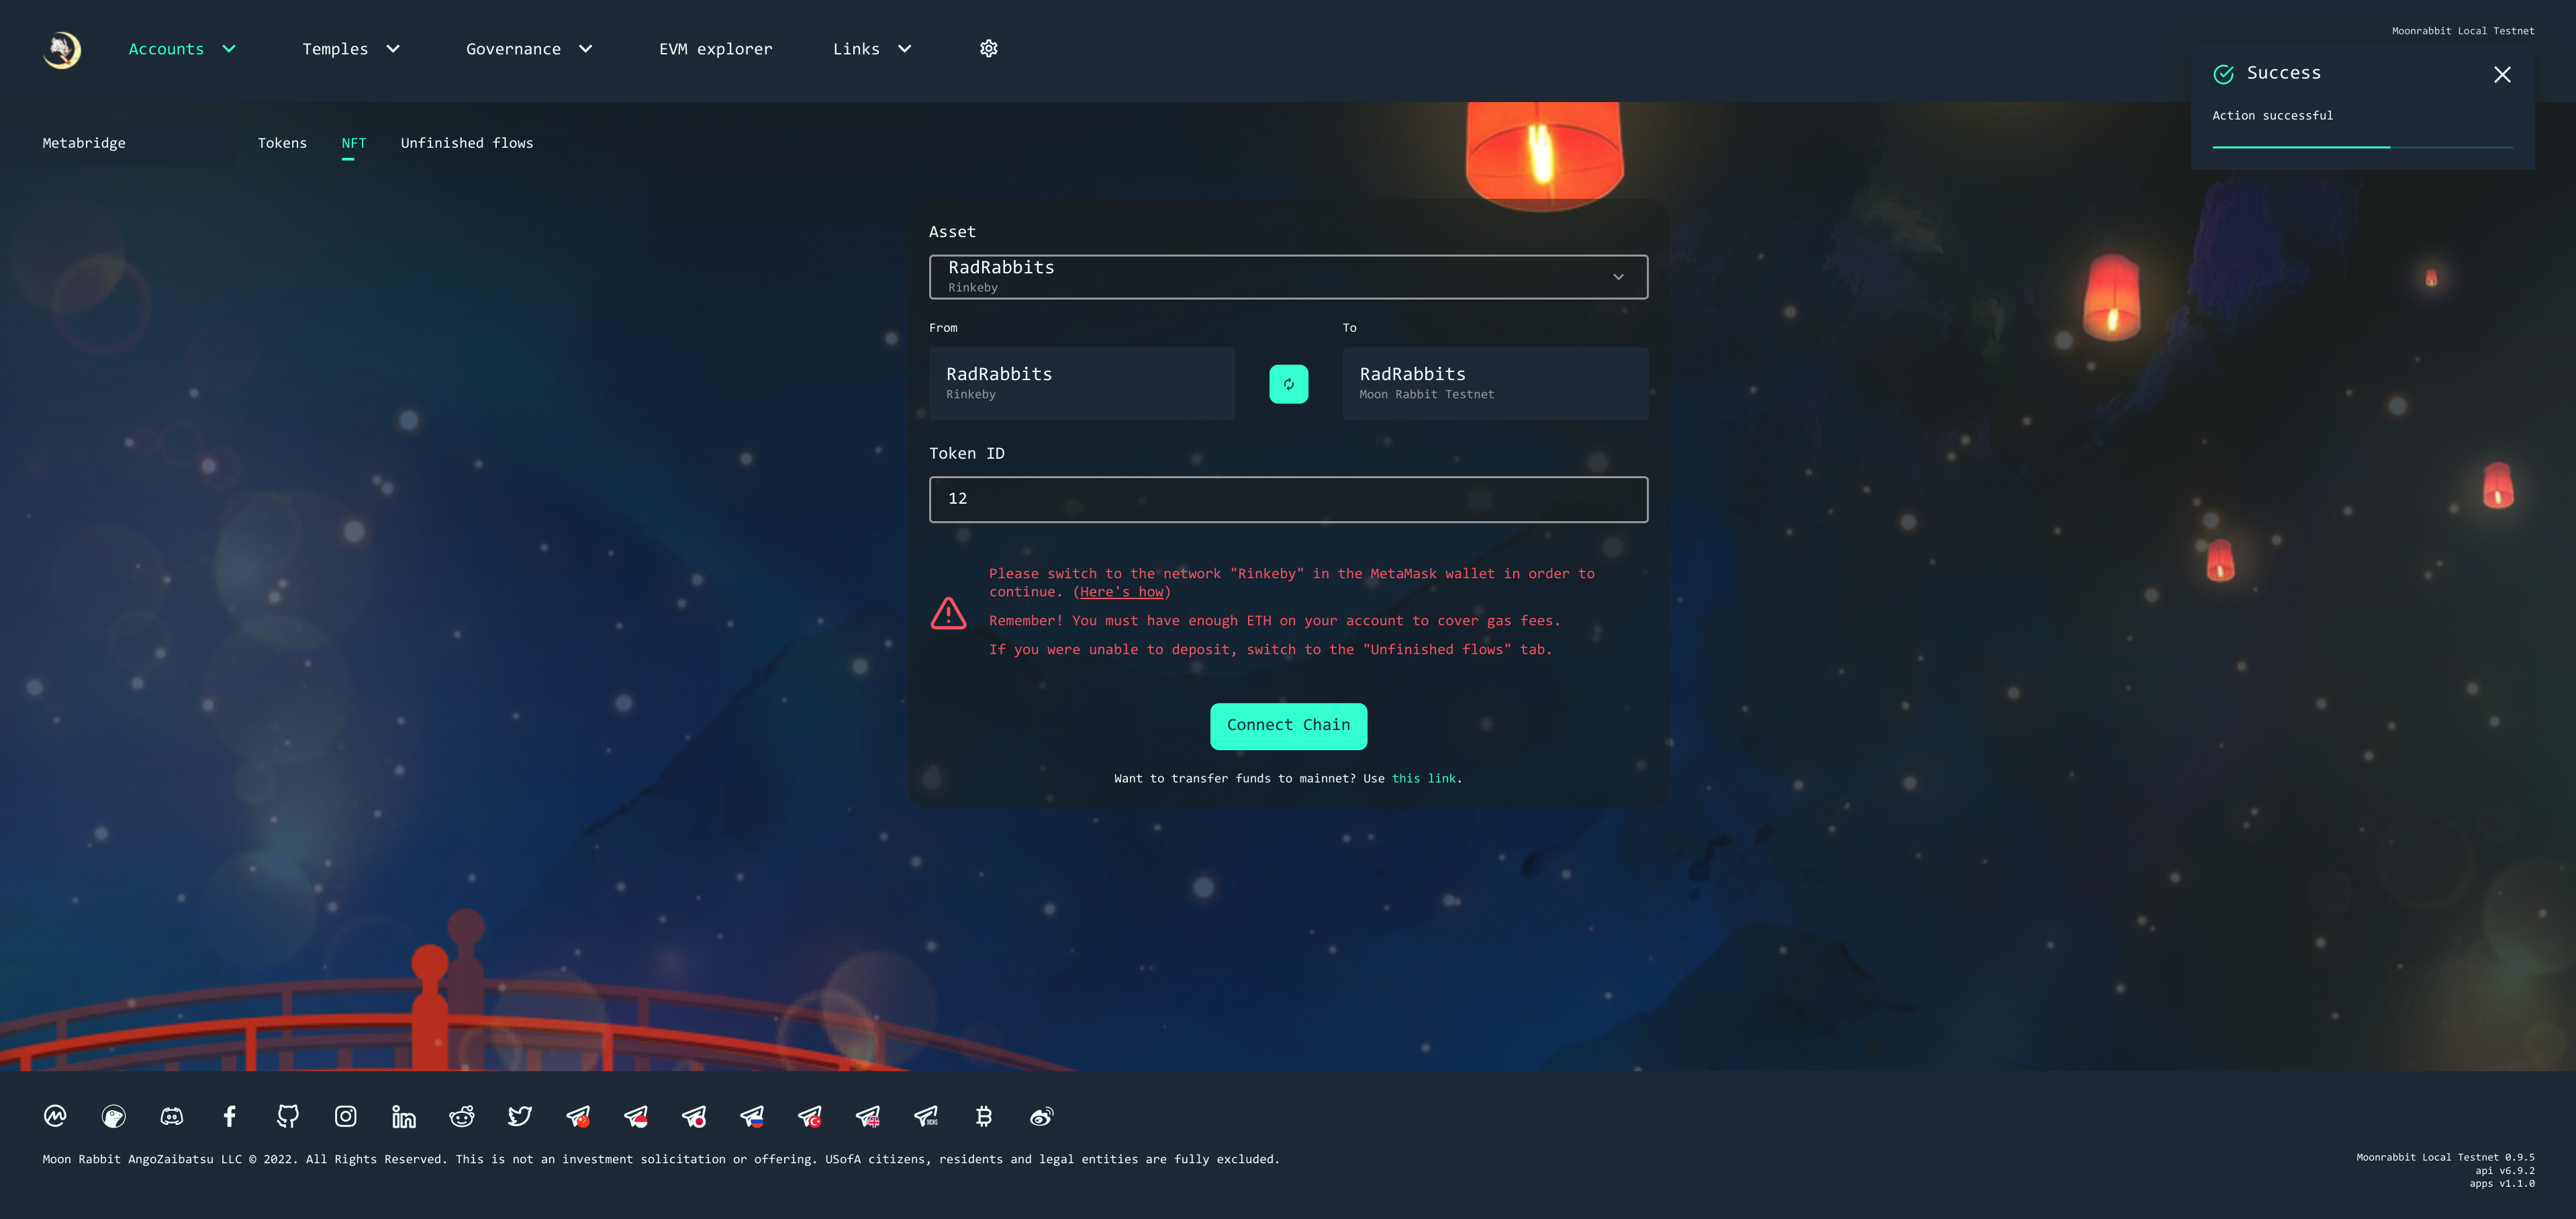 Accounts
Temples
Governance
EVM explorer
Links
Moonrabbit Local Testnet
Success
Action successful
Metabridge
Tokens
NFT
Unfinished flows
Asset
RadRabbits
Rinkeby
From
To
RadRabbits
Rinkeby
RadRabbits
Moon Rabbit Testnet
Token ID
12
Please switch to the network "Rinkeby" in the MetaMask wallet in order to
continue. (Here's how)
Remember! You must have enough ETH on your account to cover gas fees.
If you were unable to deposit, switch to the "Unfinished flows" tab.
Connect Chain
Want to transfer funds to mainnet? Use this link.
Moon Rabbit AngoZaibatsu LLC © 2022. All Rights Reserved. This is not an investment solicitation or offering. USofA citizens, residents and legal entities are fully excluded.
Moonrabbit Local Testnet 0.9.5
api v6.9.2
apps v1.1.0